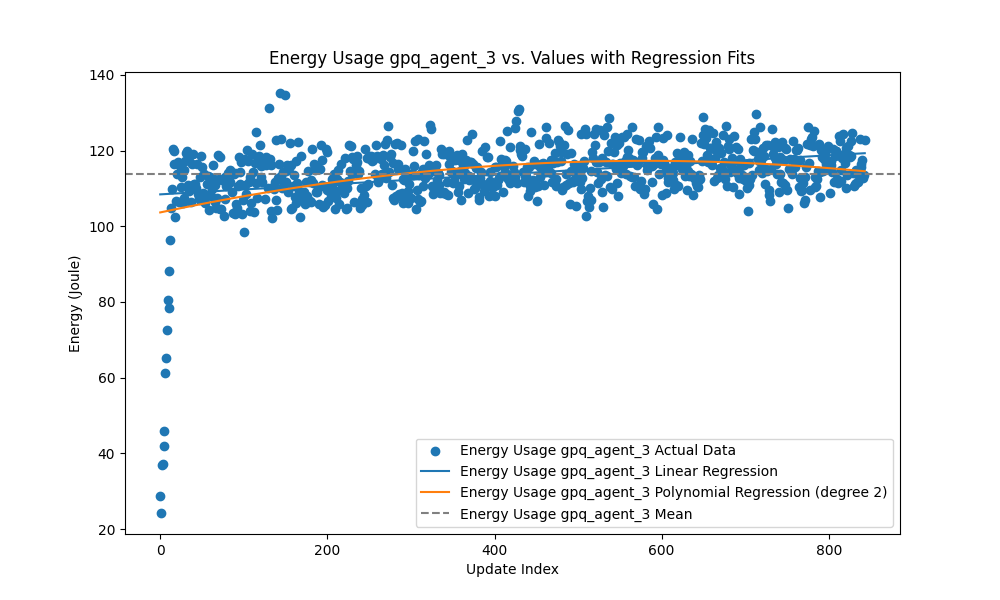 Energy Usage gpq_agent_3 vs. Values with Regression Fits
140
120
100
80
60
40
20
Energy (Joule)
Energy Usage gpq_agent_3 Actual Data
Energy Usage gpq_agent_3 Linear Regression
Energy Usage gpq_agent_3 Polynomial Regression (degree 2)
Energy Usage gpq_agent_3 Mean
0 200 400 600 800
Update Index